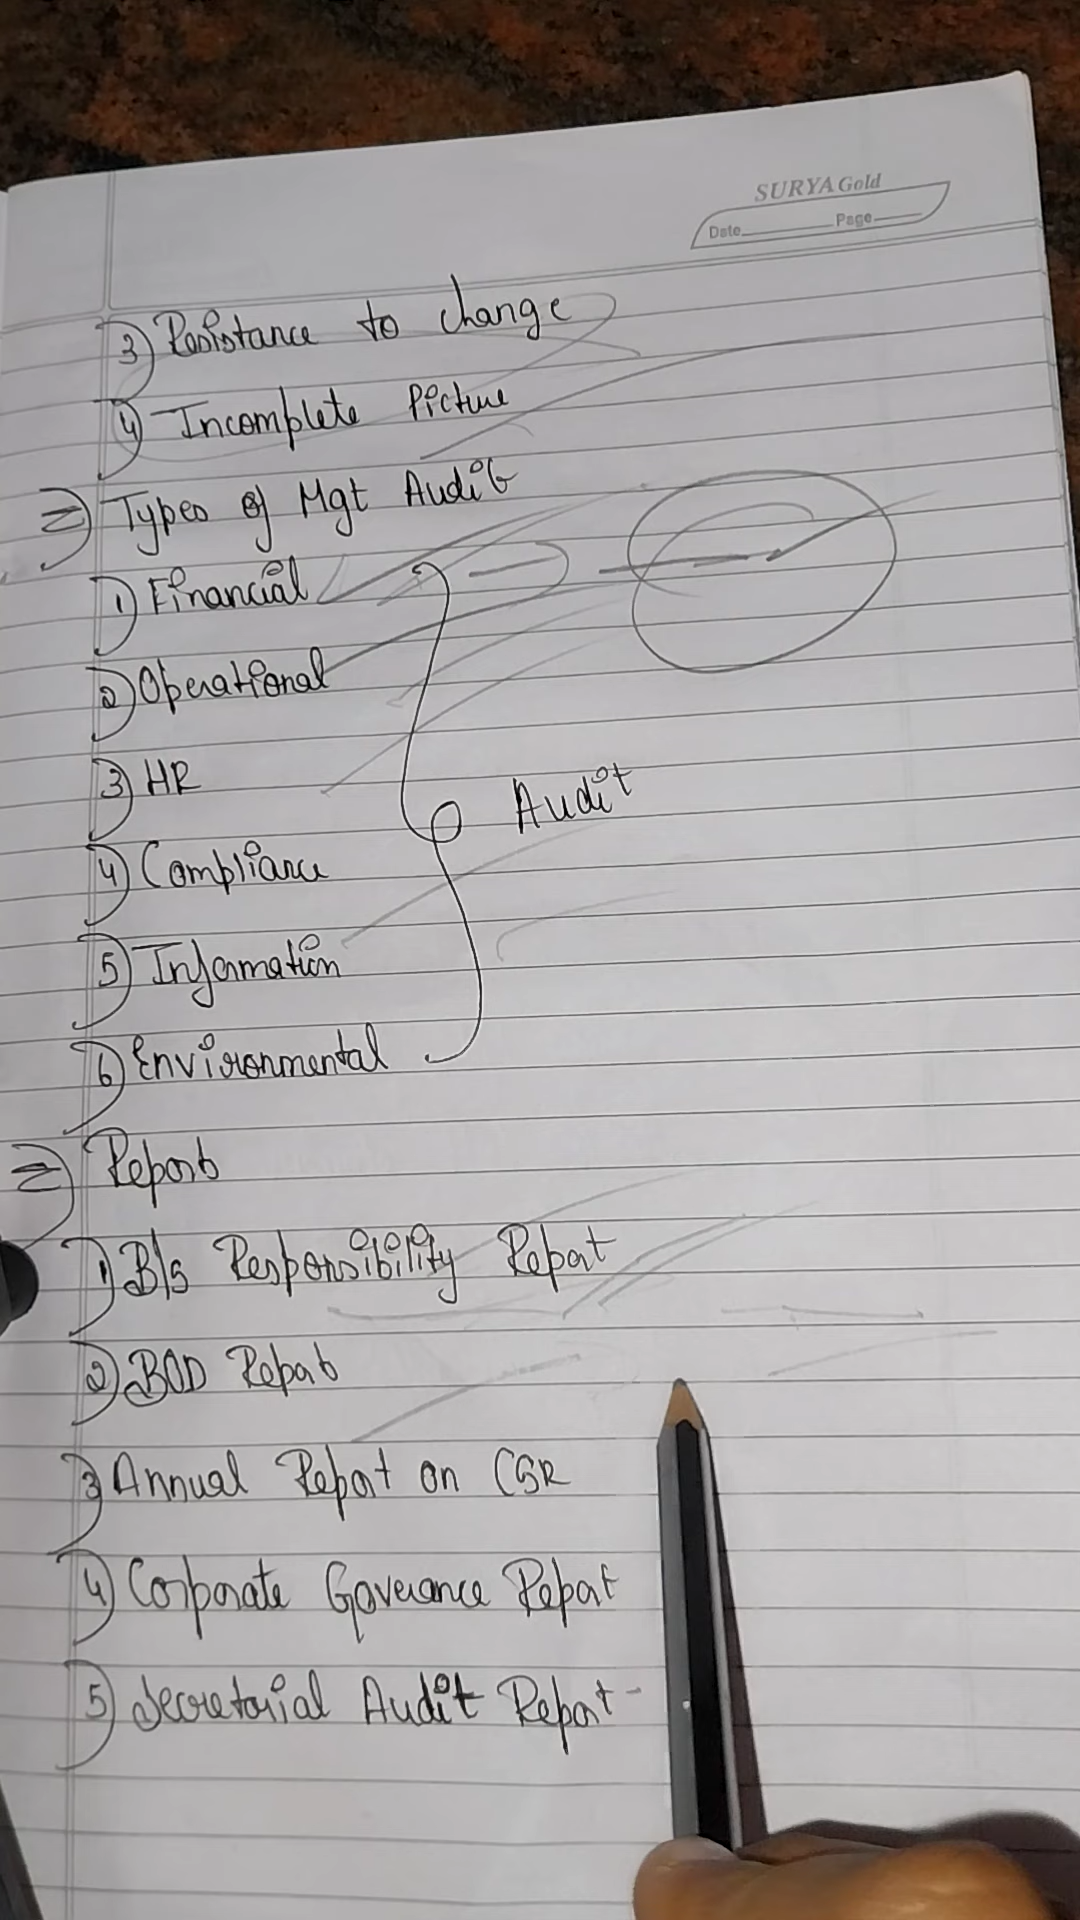 SURYA Gold
Date Page
3) Resistance to change
4) Incomplete Picture
=) Types of Mgt Audit
1) Financial
2) Operational
3) HR
Audit
4) Compliance
5) Information
6) Environmental
=) Reports
1) B/s Responsibility Report
2) BOD Report
3) Annual Report on CSR
4) Corporate Goverance Report
5) Secretarial Audit Report -